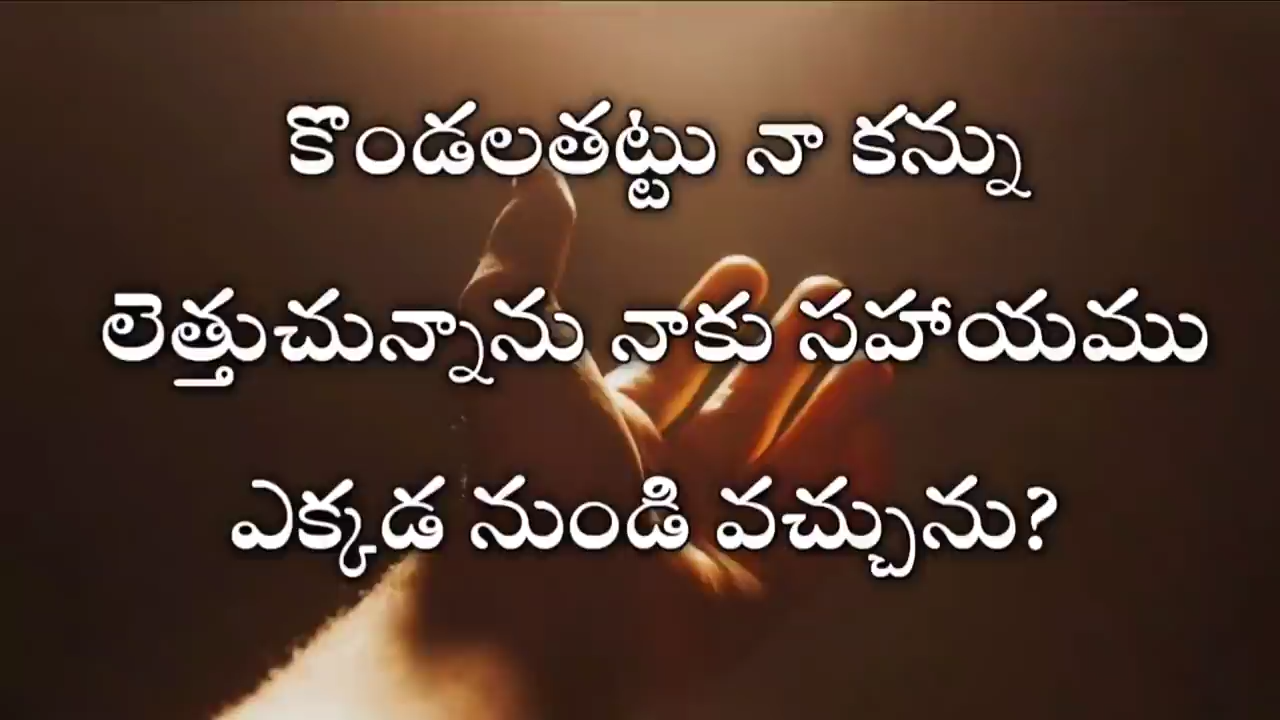 కొండలతట్టు నా కన్ను
లెత్తుచున్నాను నాకు సహాయము
ఎక్కడ నుండి వచ్చును?